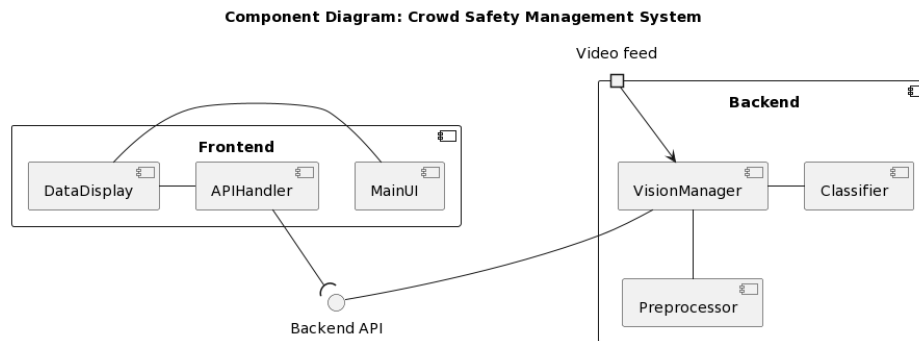 Component Diagram: Crowd Safety Management System
Video feed
Backend
Frontend
DataDisplay
APIHandler
MainUI
VisionManager
Classifier
Preprocessor
Backend API